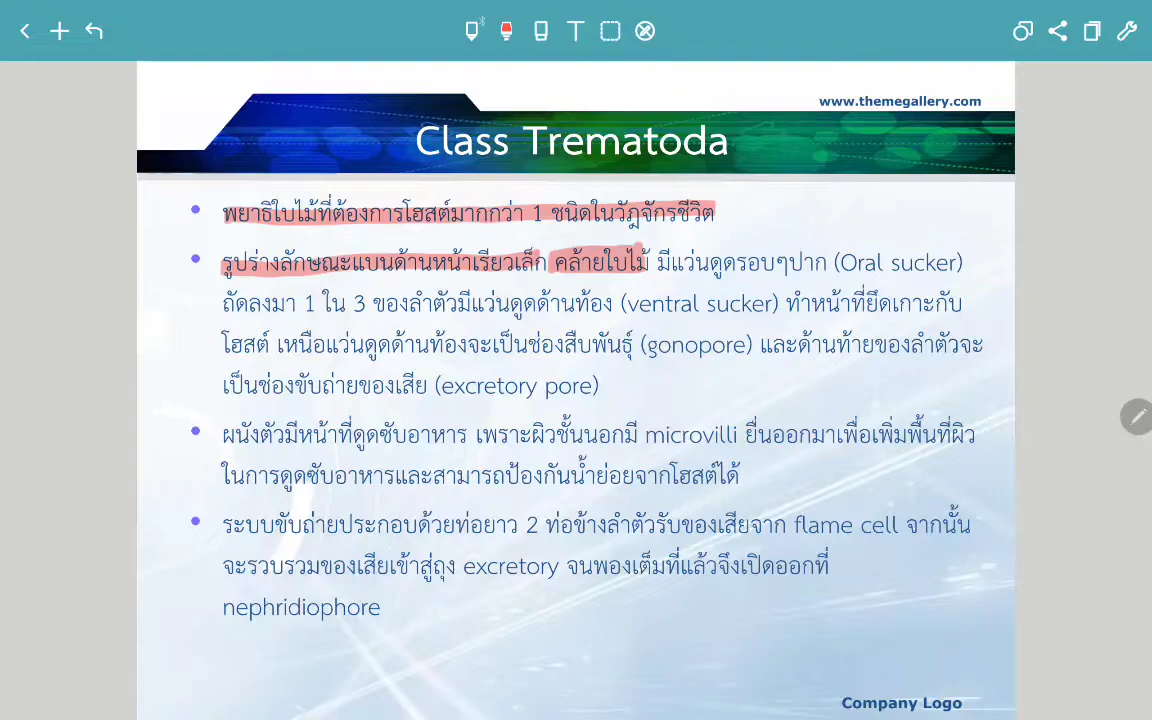 www.themegallery.com
Class Trematoda
• พยาธิใบไม้ที่ต้องการโฮสต์มากกว่า 1 ชนิดในวัฎจักรชีวิต
• รูปร่างลักษณะแบนด้านหน้าเรียวเล็ก คล้ายใบไม้ มีแว่นดูดรอบๆปาก (Oral sucker)
ถัดลงมา 1 ใน 3 ของลำตัวมีแว่นดูดด้านท้อง (ventral sucker) ทำหน้าที่ยึดเกาะกับ
โฮสต์ เหนือแว่นดูดด้านท้องจะเป็นช่องสืบพันธุ์ (gonopore) และด้านท้ายของลำตัวจะ
เป็นช่องขับถ่ายของเสีย (excretory pore)
• ผนังตัวมีหน้าที่ดูดซับอาหาร เพราะผิวชั้นนอกมี microvilli ยื่นออกมาเพื่อเพิ่มพื้นที่ผิว
ในการดูดซับอาหารและสามารถป้องกันน้ำย่อยจากโฮสต์ได้
• ระบบขับถ่ายประกอบด้วยท่อยาว 2 ท่อข้างลำตัวรับของเสียจาก flame cell จากนั้น
จะรวบรวมของเสียเข้าสู่ถุง excretory จนพองเต็มที่แล้วจึงเปิดออกที่
nephridiophore
Company Logo